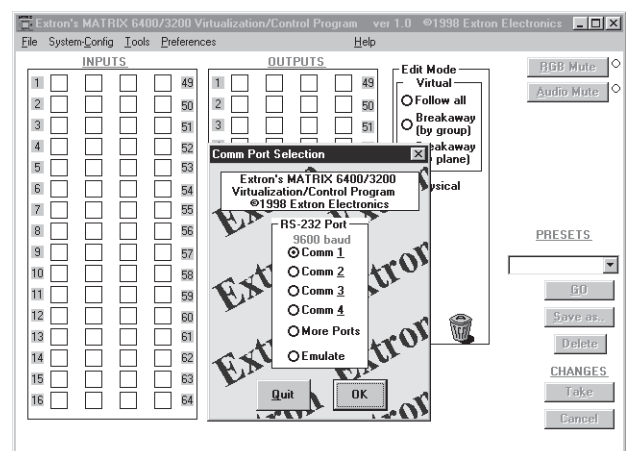 Extron's MATRIX 6400/3200 Virtualization/Control Program ver 1.0 ©1998 Extron Electronics
File System-Config Tools Preferences Help
INPUTS
1 49
2 50
3 51
4 52
5 53
6 54
7 55
8 56
9 57
10 58
11 59
12 60
13 61
14 62
15 63
16 64
OUTPUTS
1 49
2 50
3 51
Edit Mode
Virtual
Follow all
Breakaway
(by group)
ysical
RGB Mute
Audio Mute
PRESETS
GO
Save as..
Delete
CHANGES
Take
Cancel
Comm Port Selection
Extron's MATRIX 6400/3200
Virtualization/Control Program
©1998 Extron Electronics
RS-232 Port
9600 baud
Comm 1
Comm 2
Comm 3
Comm 4
More Ports
Emulate
Quit OK
Extron
Extron
Extron